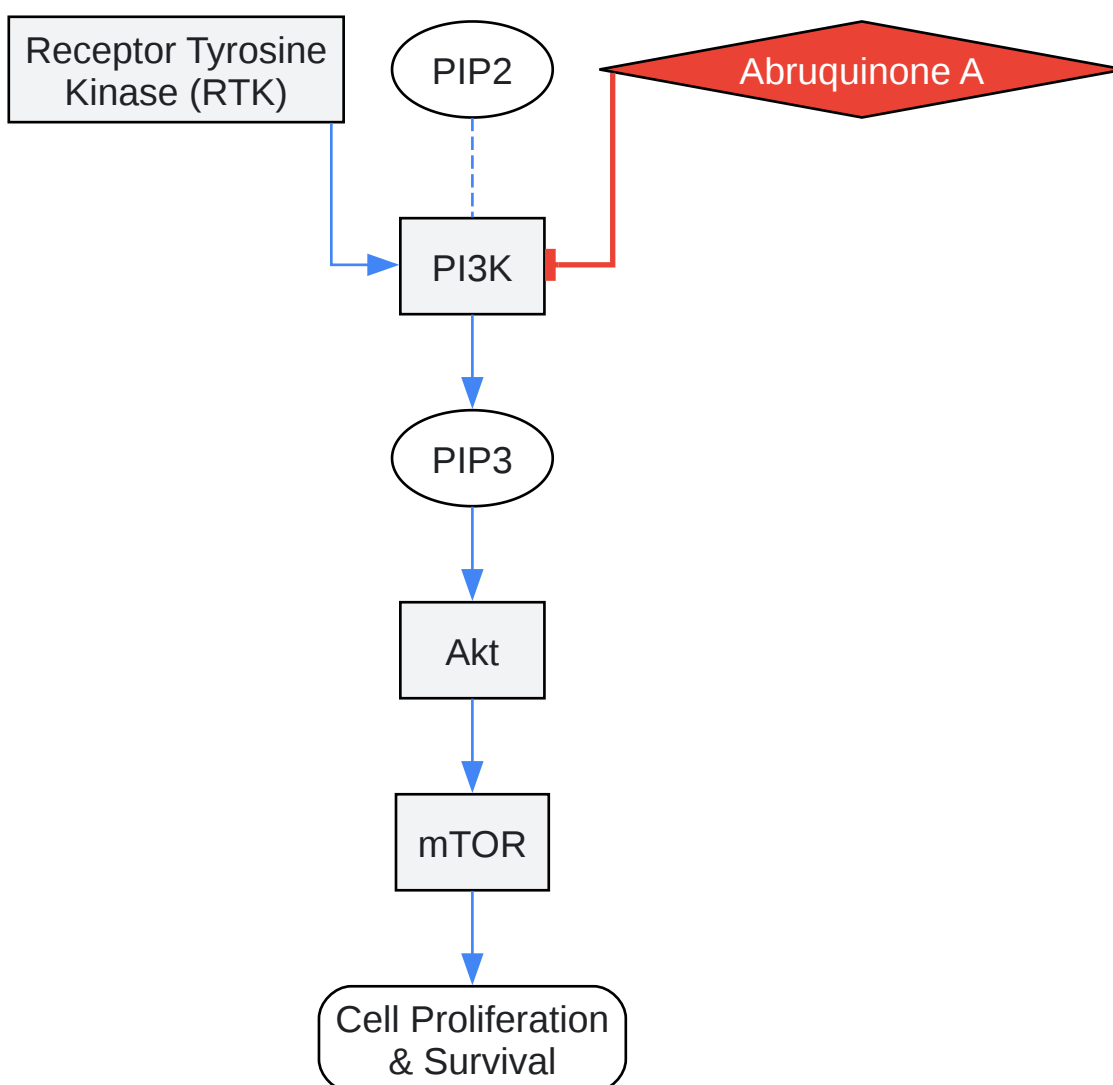 Receptor Tyrosine
Kinase (RTK)
PIP2
Abruquinone A
PI3K
PIP3
Akt
mTOR
Cell Proliferation
& Survival